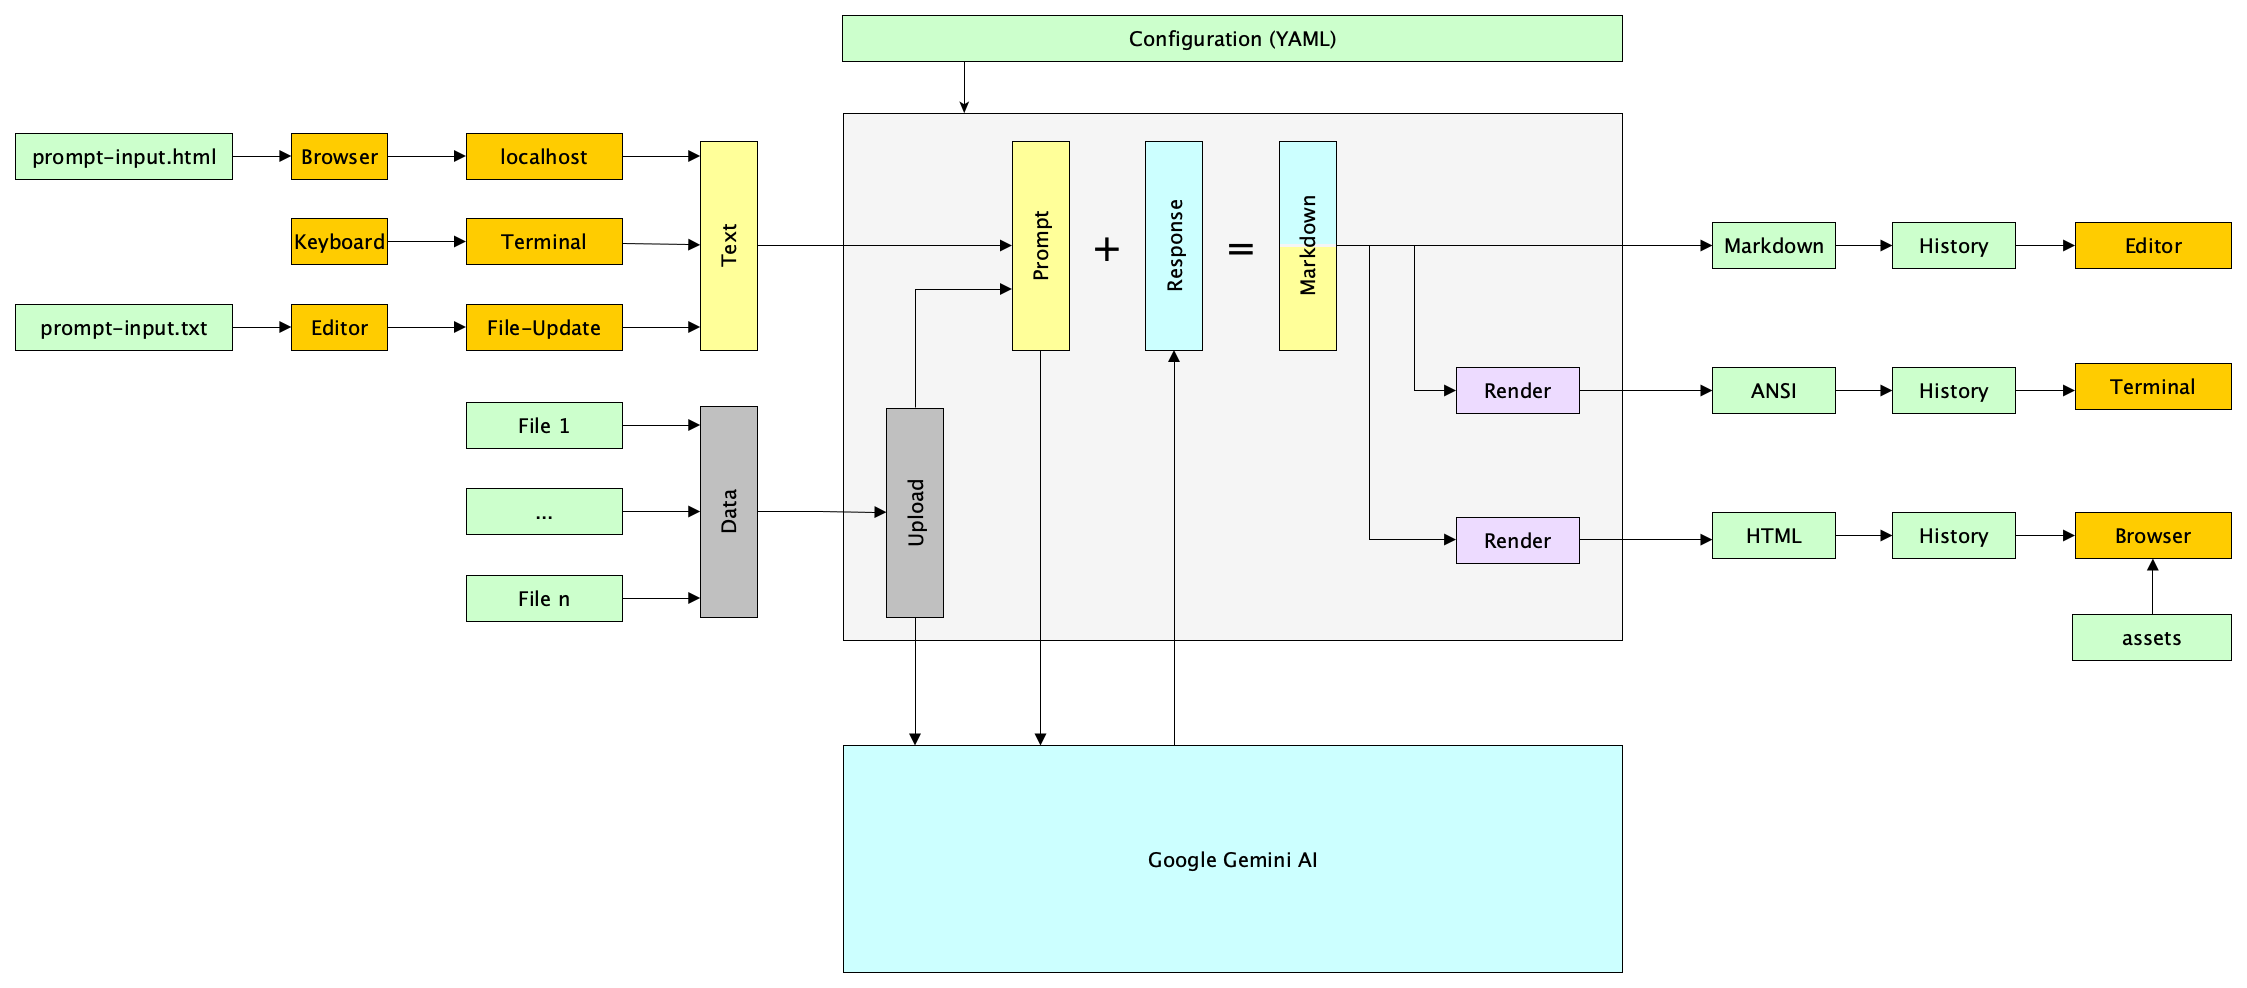 Configuration (YAML)
prompt-input.html
Browser
localhost
Keyboard
Terminal
prompt-input.txt
Editor
File-Update
Text
File 1
...
File n
Data
Upload
Prompt
+
Response
=
Markdown
Render
Render
Markdown
History
Editor
ANSI
History
Terminal
HTML
History
Browser
assets
Google Gemini AI